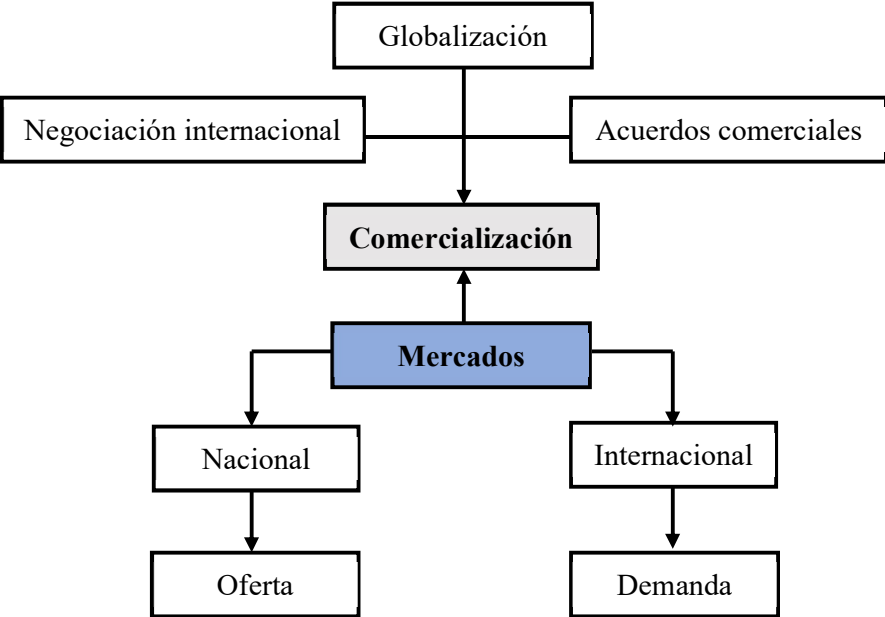 Globalización
Negociación internacional
Acuerdos comerciales
Comercialización
Mercados
Nacional
Internacional
Oferta
Demanda